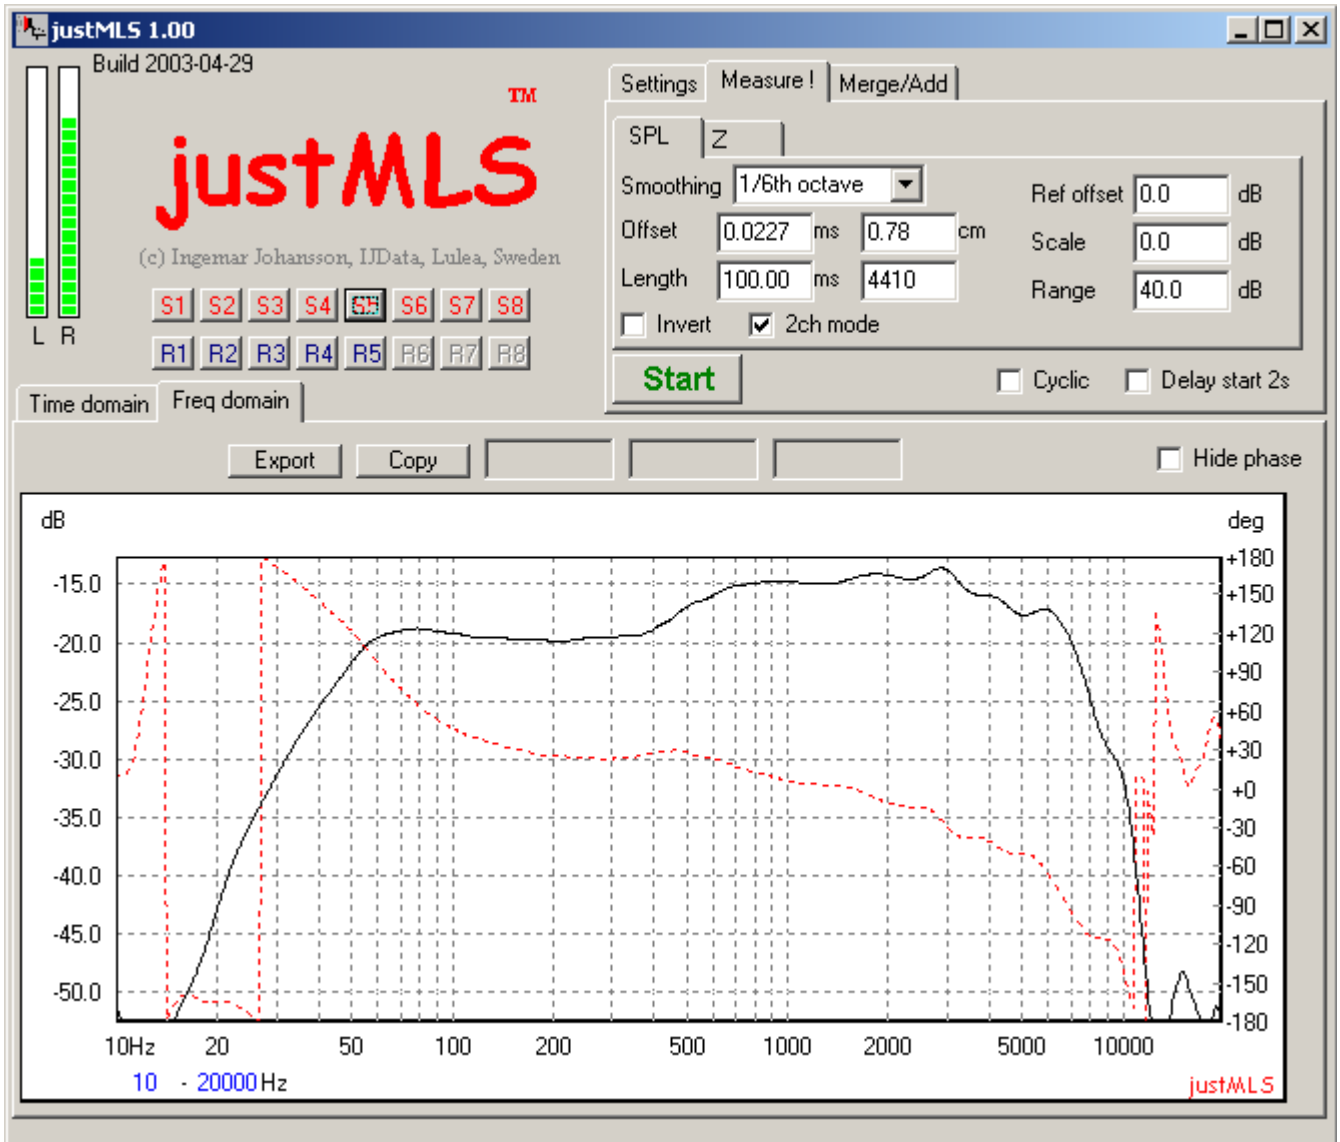 justMLS 1.00
Build 2003-04-29
TM
justMLS
(c) Ingemar Johansson, IJData, Lulea, Sweden
L R
S1 S2 S3 S4 S5 S6 S7 S8
R1 R2 R3 R4 R5 R6 R7 R8
Settings Measure ! Merge/Add
SPL Z
Smoothing 1/6th octave Ref offset 0.0 dB
Offset 0.0227 ms 0.78 cm Scale 0.0 dB
Length 100.00 ms 4410 Range 40.0 dB
Invert 2ch mode
Start Cyclic Delay start 2s
Time domain Freq domain
Export Copy Hide phase
dB deg
+180
-15.0 +150
-20.0 +120
-25.0 +90
+60
-30.0 +30
+0
-35.0 -30
-40.0 -60
-90
-45.0 -120
-50.0 -150
-180
10Hz 20 50 100 200 500 1000 2000 5000 10000
10 - 20000 Hz justMLS